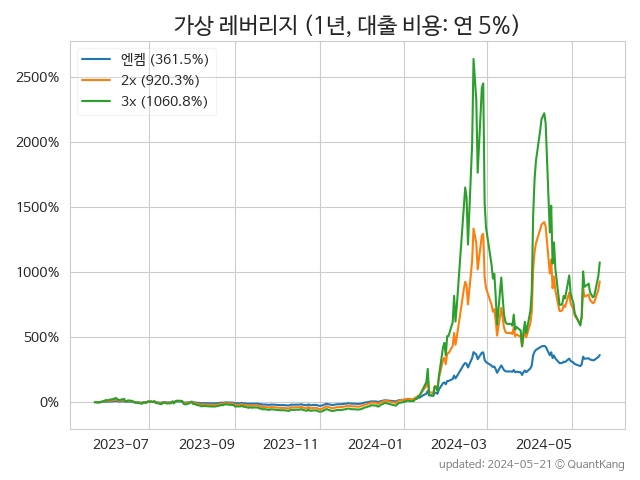 가상 레버리지 (1년, 대출 비용: 연 5%)
엔켐 (361.5%)
2x (920.3%)
3x (1060.8%)
2500%
2000%
1500%
1000%
500%
0%
2023-07 2023-09 2023-11 2024-01 2024-03 2024-05
updated: 2024-05-21 © QuantKang